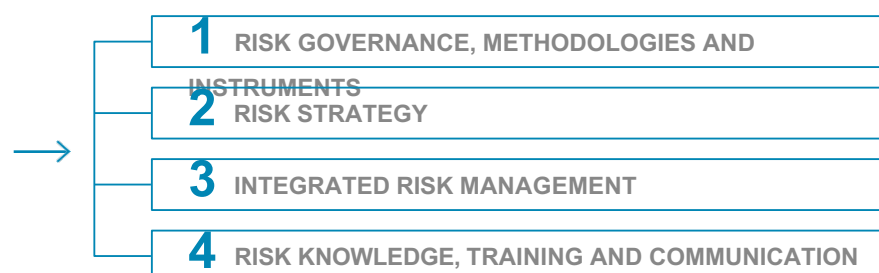 1 RISK GOVERNANCE, METHODOLOGIES AND
INSTRUMENTS
2 RISK STRATEGY
3 INTEGRATED RISK MANAGEMENT
4 RISK KNOWLEDGE, TRAINING AND COMMUNICATION